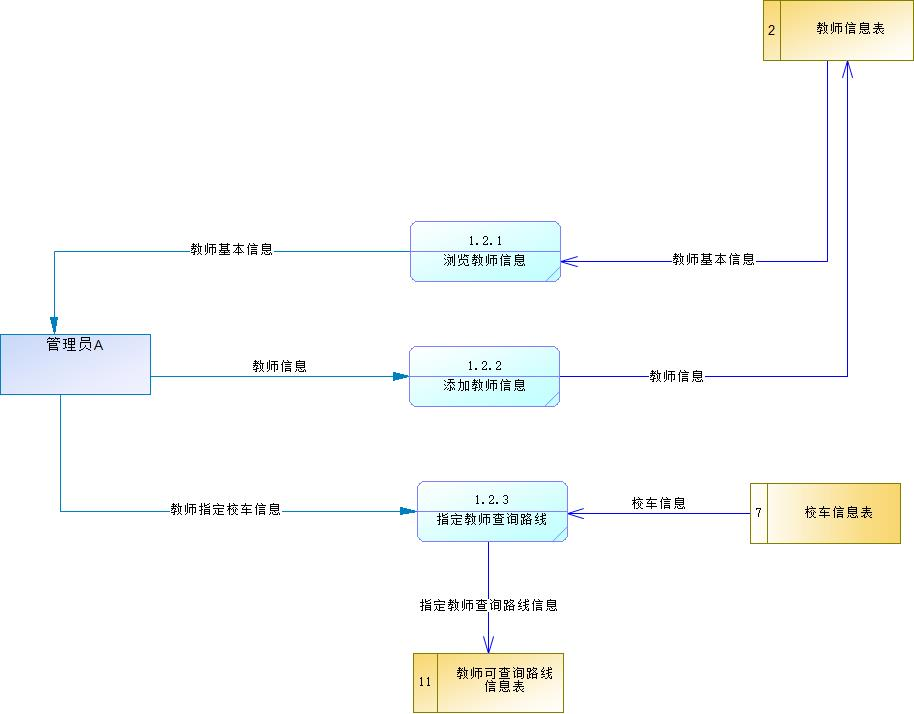 2
教师信息表
1.2.1
教师基本信息
浏览教师信息
教师基本信息
管理员A
教师信息
1.2.2
添加教师信息
教师信息
1.2.3
教师指定校车信息
指定教师查询路线
校车信息
7
校车信息表
指定教师查询路线信息
11
教师可查询路线
信息表